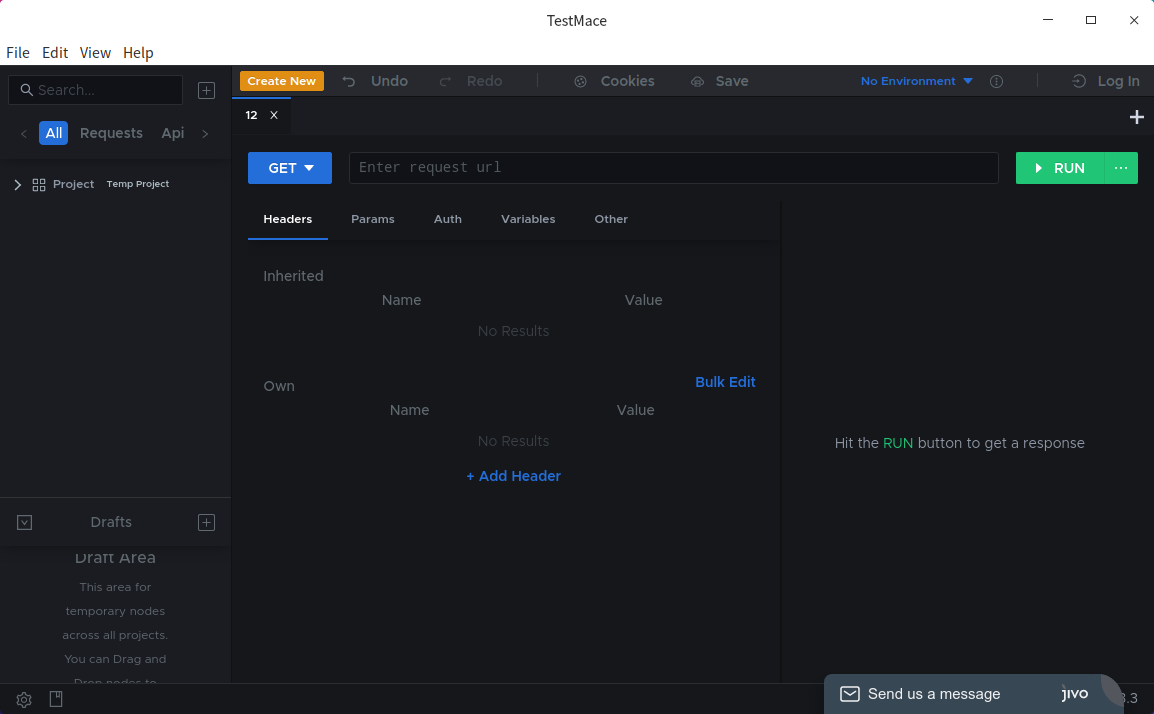 TestMace
File Edit View Help
Search...
Create New Undo Redo Cookies Save No Environment Log In
12
All Requests Api
GET Enter request url RUN
Project Temp Project
Headers Params Auth Variables Other
Inherited
Name Value
No Results
Own Bulk Edit
Name Value
No Results
+ Add Header
Hit the RUN button to get a response
Drafts
Draft Area
This area for
temporary nodes
across all projects.
You can Drag and
Drop nodes to
Send us a message jivo
3.3